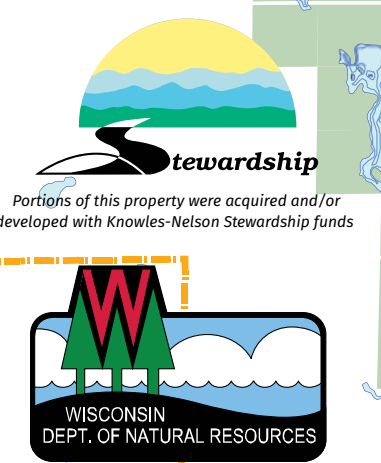 Stewardship
Portions of this property were acquired and/or
developed with Knowles-Nelson Stewardship funds
W
WISCONSIN
DEPT. OF NATURAL RESOURCES